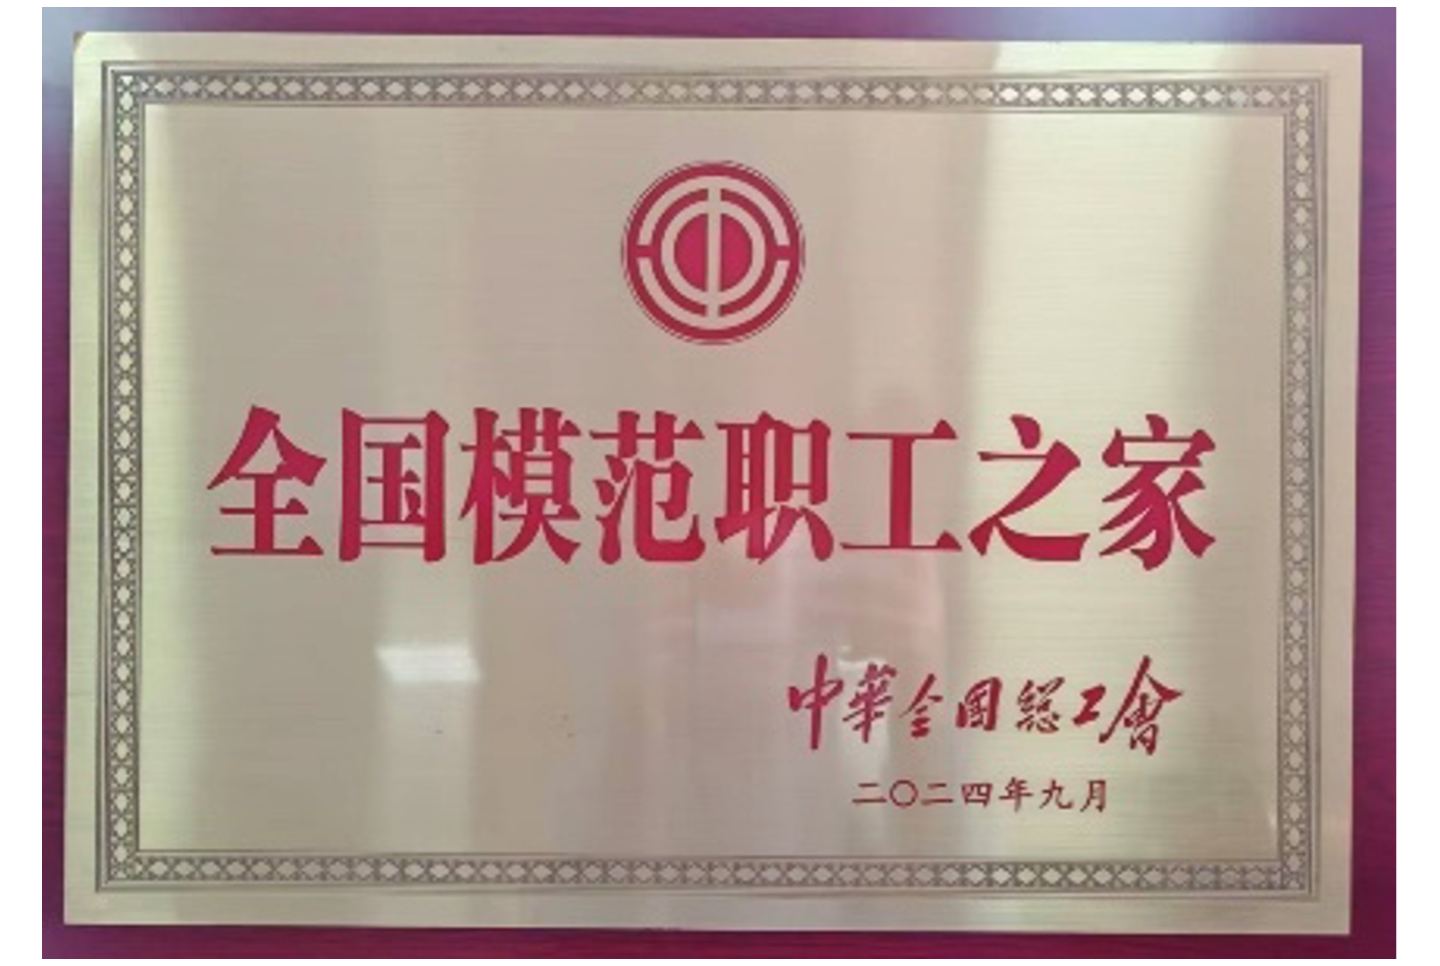 全国模范职工之家
中華全国総工會
二〇二四年九月